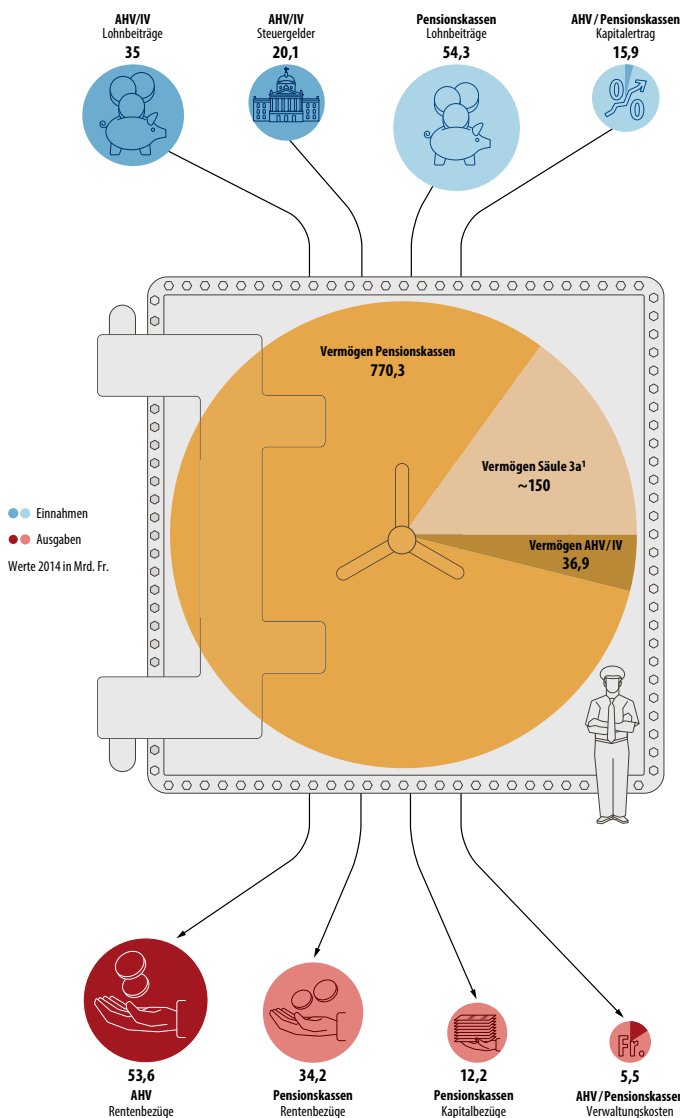 AHV/IV
Lohnbeiträge
35
AHV/IV
Steuergelder
20,1
Pensionskassen
Lohnbeiträge
54,3
AHV / Pensionskassen
Kapitalertrag
15,9
%
Vermögen Pensionskassen
770,3
Vermögen Säule 3a¹
~150
Vermögen AHV/IV
36,9
Einnahmen
Ausgaben
Werte 2014 in Mrd. Fr.
Fr.
53,6
AHV
Rentenbezüge
34,2
Pensionskassen
Rentenbezüge
12,2
Pensionskassen
Kapitalbezüge
5,5
AHV / Pensionskassen
Verwaltungskosten